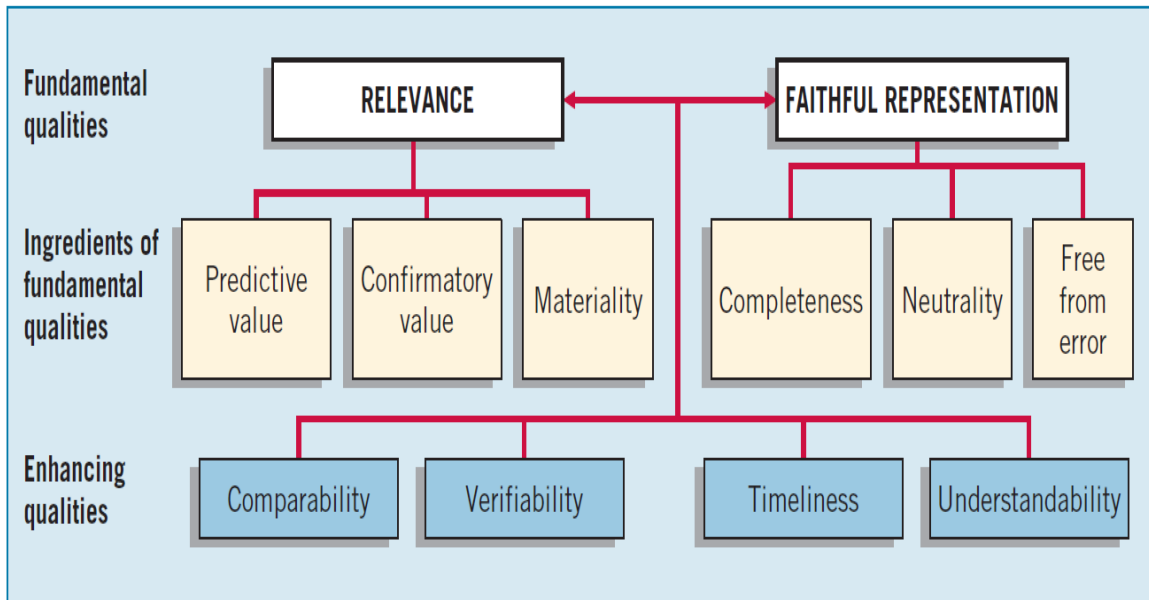 Fundamental
qualities
RELEVANCE
FAITHFUL REPRESENTATION
Ingredients of
fundamental
qualities
Predictive
value
Confirmatory
value
Materiality
Completeness
Neutrality
Free
from
error
Enhancing
qualities
Comparability
Verifiability
Timeliness
Understandability